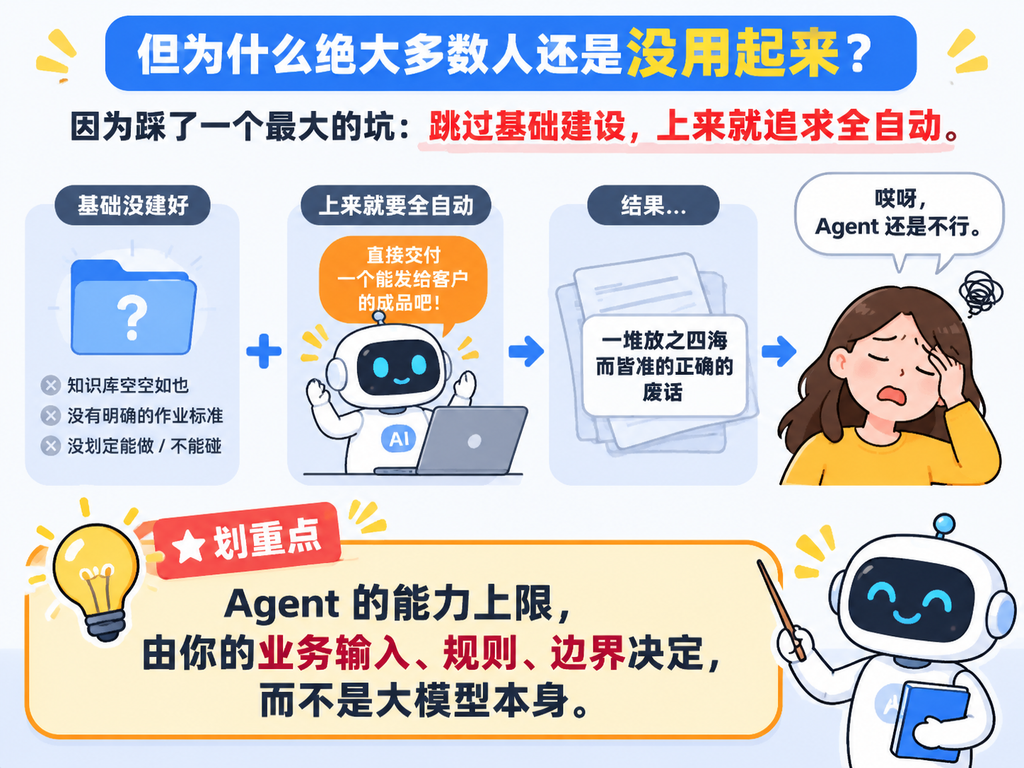 但为什么绝大多数人还是没用起来？
因为踩了一个最大的坑：跳过基础建设，上来就追求全自动。
基础没建好
?
知识库空空如也
没有明确的作业标准
没划定能做 / 不能碰
+
上来就要全自动
直接交付
一个能发给客户
的成品吧！
AI
结果...
一堆放之四海
而皆准的正确的
废话
哎呀，
Agent 还是不行。
划重点
Agent 的能力上限，
由你的业务输入、规则、边界决定，
而不是大模型本身。